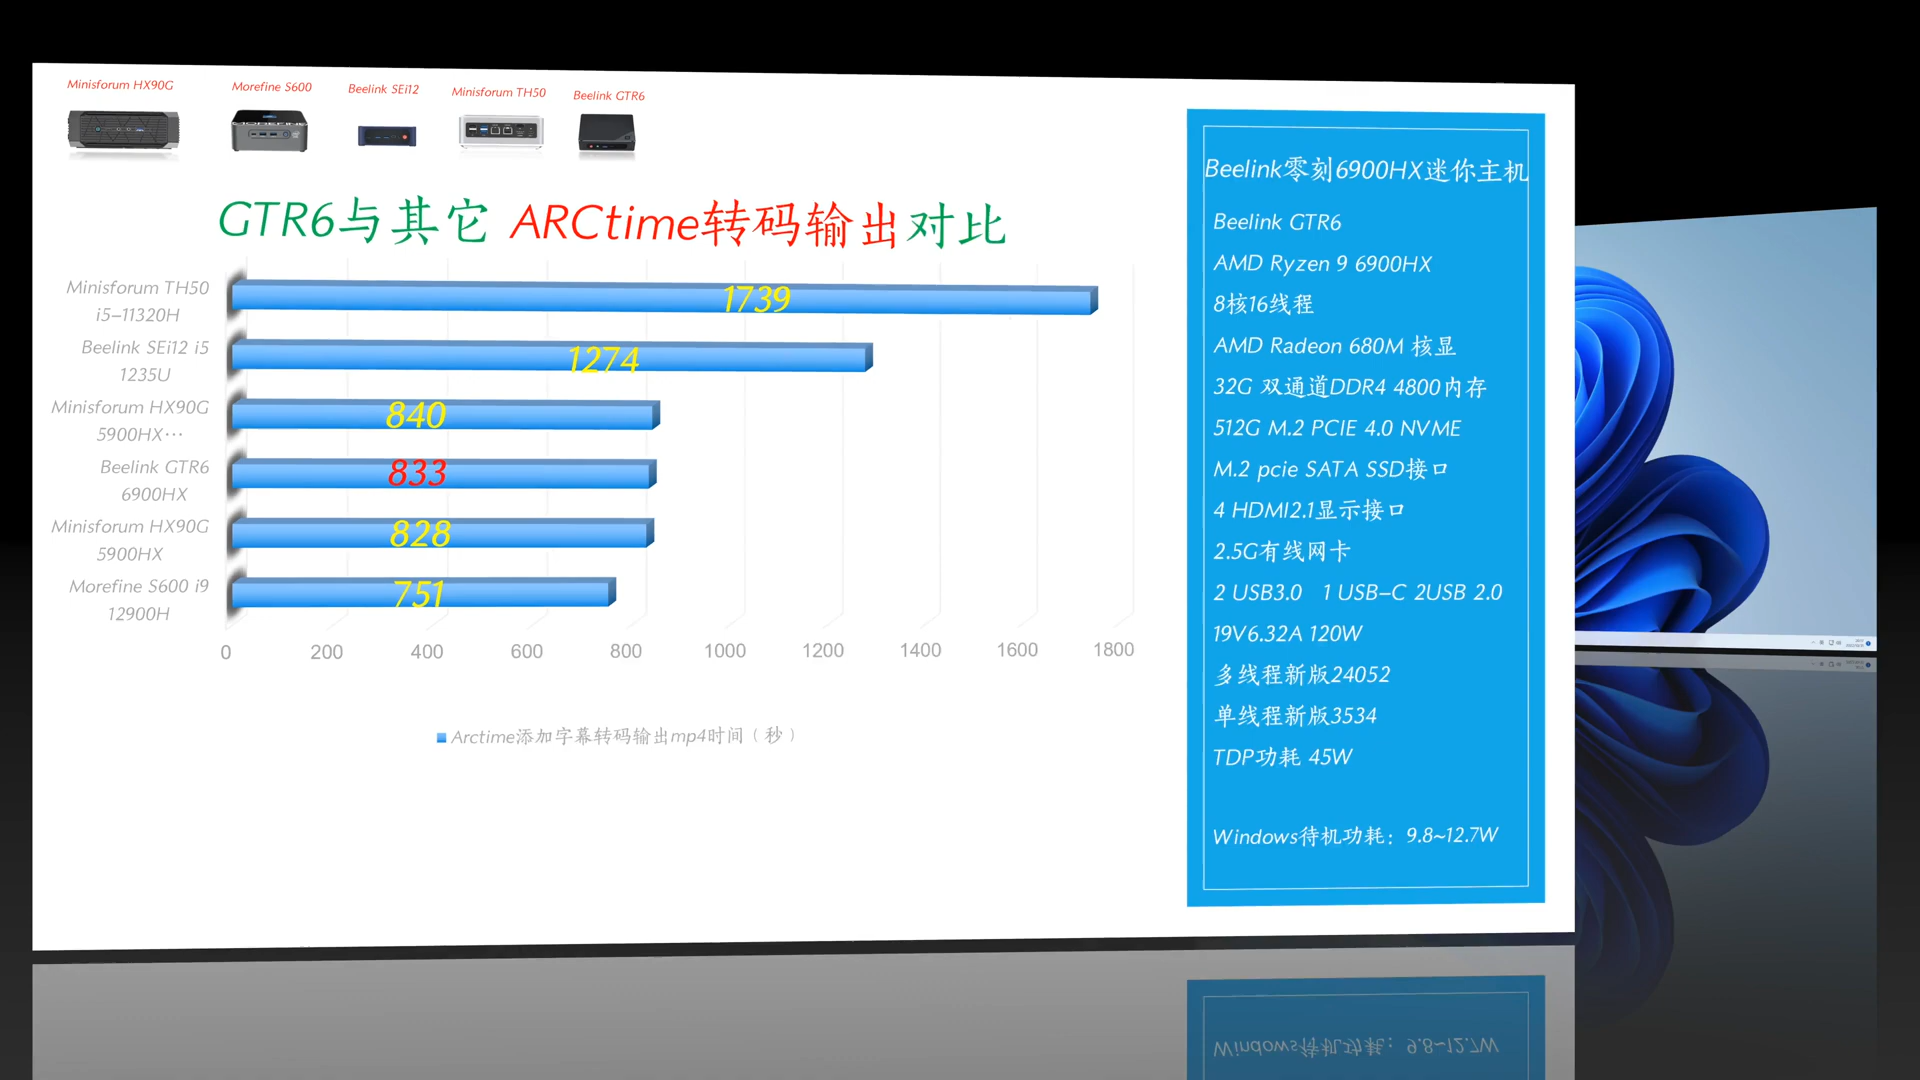 Minisforum HX90G
Morefine S600
Beelink SEi12
Minisforum TH50
Beelink GTR6
GTR6与其它 ARCtime转码输出对比
Minisforum TH50
i5-11320H
1739
Beelink SEi12 i5
1235U
1274
Minisforum HX90G
5900HX…
840
Beelink GTR6
6900HX
833
Minisforum HX90G
5900HX
828
Morefine S600 i9
12900H
751
0 200 400 600 800 1000 1200 1400 1600 1800
Arctime添加字幕转码输出mp4时间（秒）
Beelink零刻6900HX迷你主机
Beelink GTR6
AMD Ryzen 9 6900HX
8核16线程
AMD Radeon 680M 核显
32G 双通道DDR4 4800内存
512G M.2 PCIE 4.0 NVME
M.2 pcie SATA SSD接口
4 HDMI2.1显示接口
2.5G有线网卡
2 USB3.0 1 USB-C 2USB 2.0
19V6.32A 120W
多线程新版24052
单线程新版3534
TDP功耗 45W
Windows待机功耗：9.8~12.7W